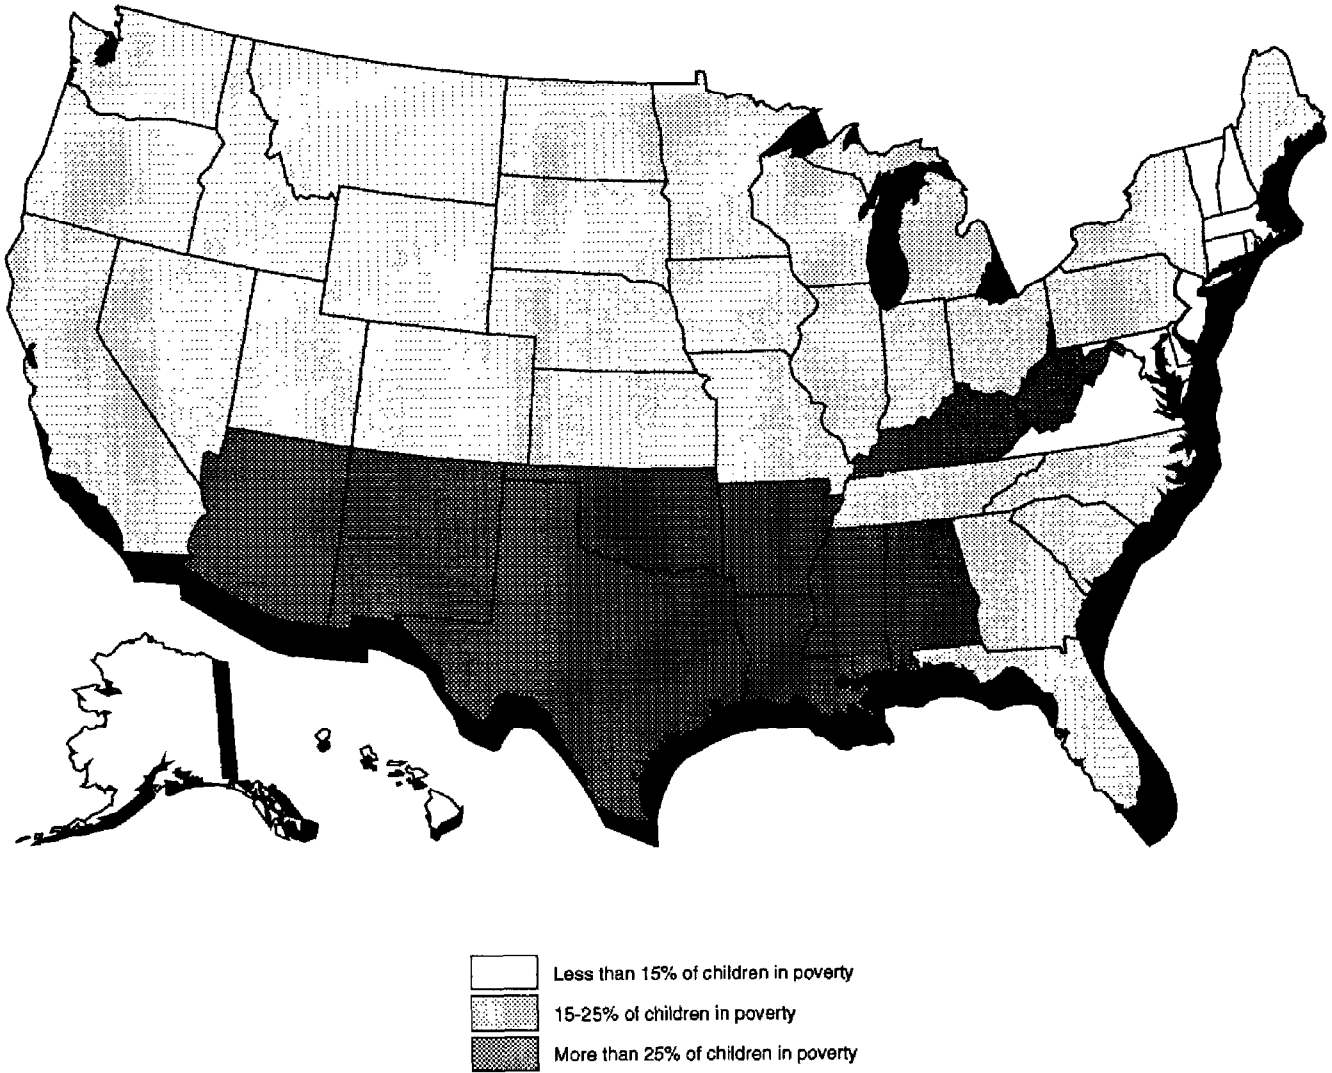 Less than 15% of children in poverty
15-25% of children in poverty
More than 25% of children in poverty